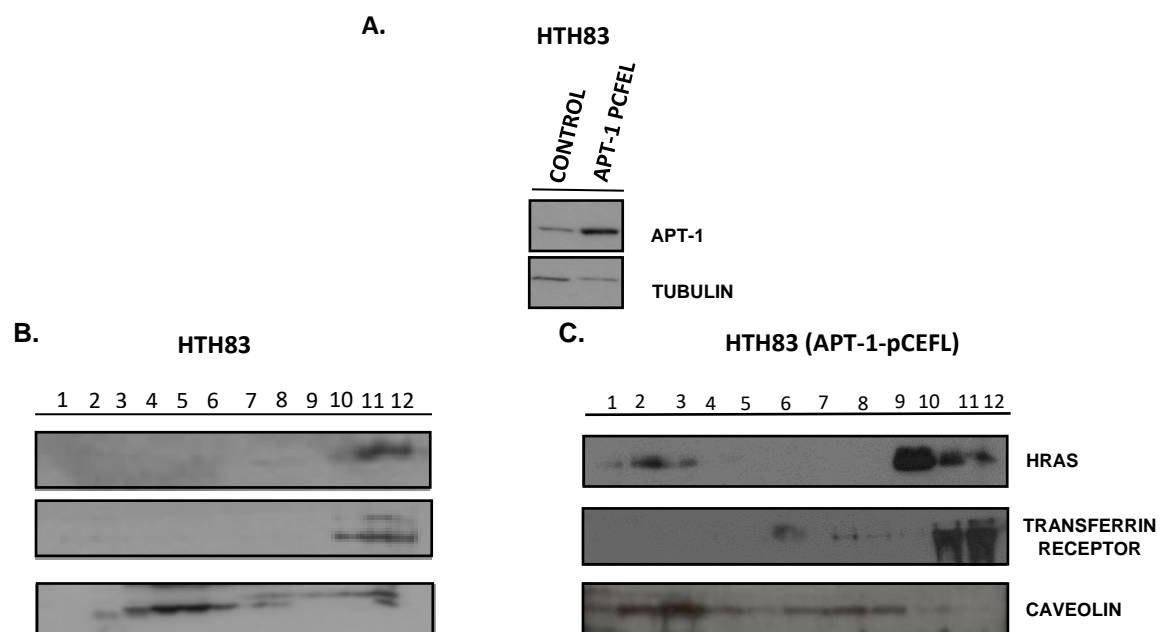 A.
HTH83
CONTROL
APT-1 PCFEL
APT-1
TUBULIN
B.
HTH83
1 2 3 4 5 6 7 8 9 10 11 12
C.
HTH83 (APT-1-pCEFL)
1 2 3 4 5 6 7 8 9 10 11 12
HRAS
TRANSFERRIN
RECEPTOR
CAVEOLIN